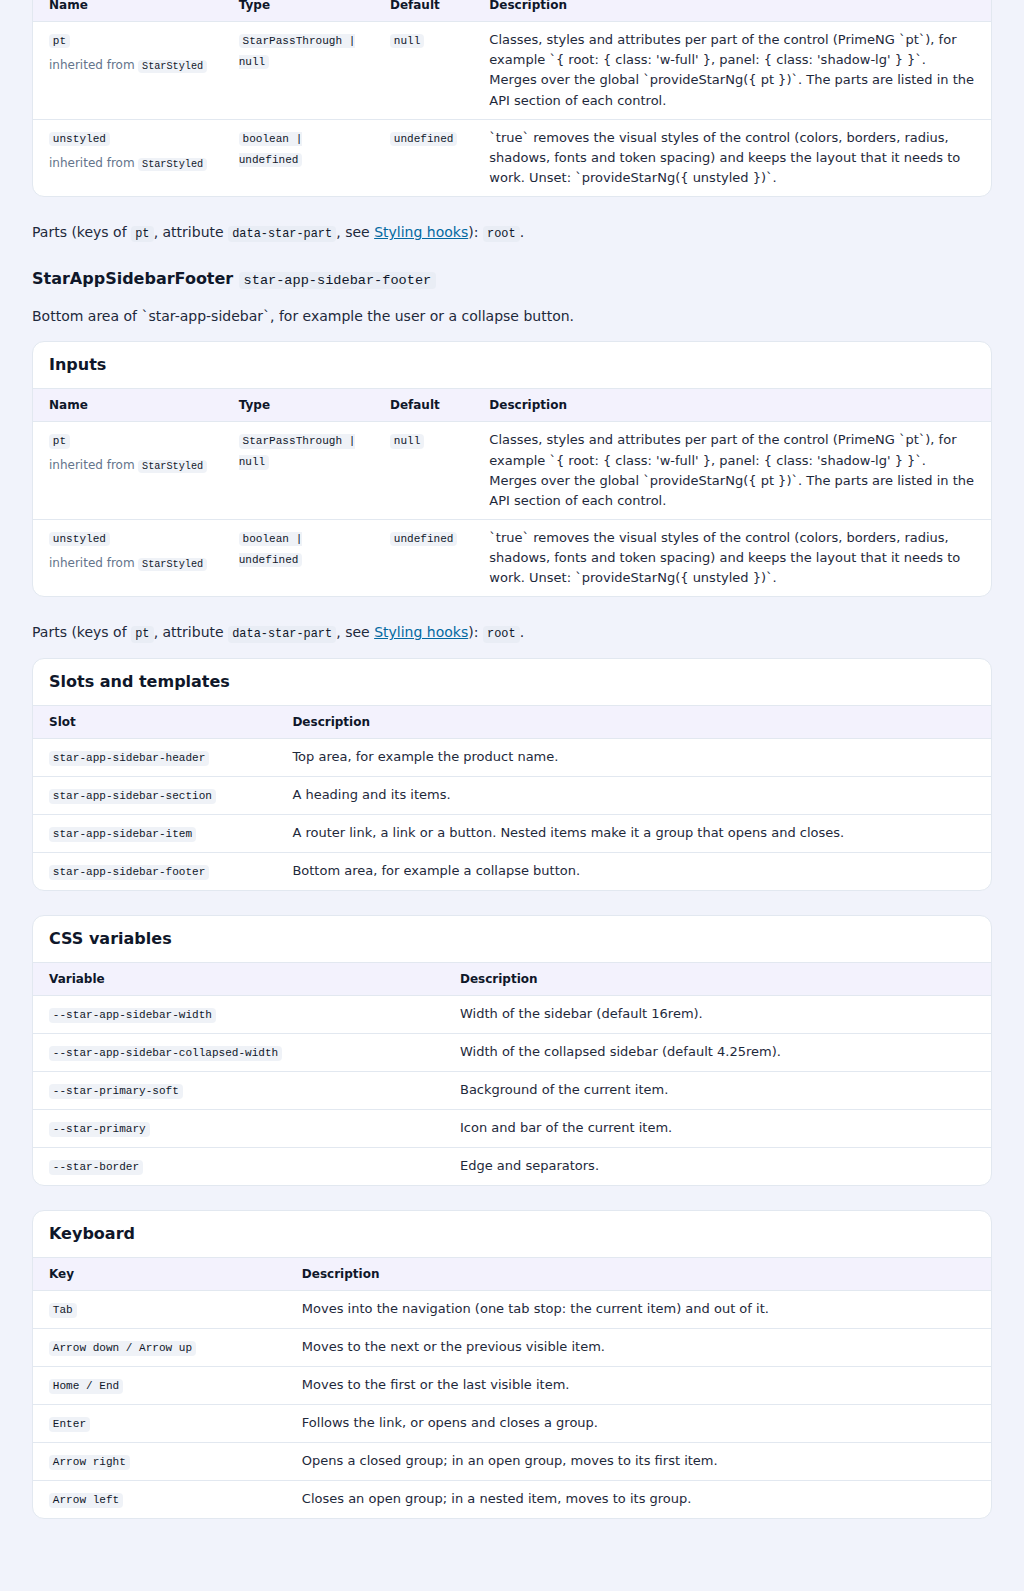 Name Type Default Description
pt StarPassThrough | null Classes, styles and attributes per part of the control (PrimeNG `pt`), for
inherited from StarStyled null example `{ root: { class: 'w-full' }, panel: { class: 'shadow-lg' } }`.
Merges over the global `provideStarNg({ pt })`. The parts are listed in the
API section of each control.
unstyled boolean | undefined `true` removes the visual styles of the control (colors, borders, radius,
inherited from StarStyled undefined shadows, fonts and token spacing) and keeps the layout that it needs to
work. Unset: `provideStarNg({ unstyled })`.
Parts (keys of pt, attribute data-star-part, see Styling hooks): root.
StarAppSidebarFooter star-app-sidebar-footer
Bottom area of `star-app-sidebar`, for example the user or a collapse button.
Inputs
Name Type Default Description
pt StarPassThrough | null Classes, styles and attributes per part of the control (PrimeNG `pt`), for
inherited from StarStyled null example `{ root: { class: 'w-full' }, panel: { class: 'shadow-lg' } }`.
Merges over the global `provideStarNg({ pt })`. The parts are listed in the
API section of each control.
unstyled boolean | undefined `true` removes the visual styles of the control (colors, borders, radius,
inherited from StarStyled undefined shadows, fonts and token spacing) and keeps the layout that it needs to
work. Unset: `provideStarNg({ unstyled })`.
Parts (keys of pt, attribute data-star-part, see Styling hooks): root.
Slots and templates
Slot Description
star-app-sidebar-header Top area, for example the product name.
star-app-sidebar-section A heading and its items.
star-app-sidebar-item A router link, a link or a button. Nested items make it a group that opens and closes.
star-app-sidebar-footer Bottom area, for example a collapse button.
CSS variables
Variable Description
--star-app-sidebar-width Width of the sidebar (default 16rem).
--star-app-sidebar-collapsed-width Width of the collapsed sidebar (default 4.25rem).
--star-primary-soft Background of the current item.
--star-primary Icon and bar of the current item.
--star-border Edge and separators.
Keyboard
Key Description
Tab Moves into the navigation (one tab stop: the current item) and out of it.
Arrow down / Arrow up Moves to the next or the previous visible item.
Home / End Moves to the first or the last visible item.
Enter Follows the link, or opens and closes a group.
Arrow right Opens a closed group; in an open group, moves to its first item.
Arrow left Closes an open group; in a nested item, moves to its group.